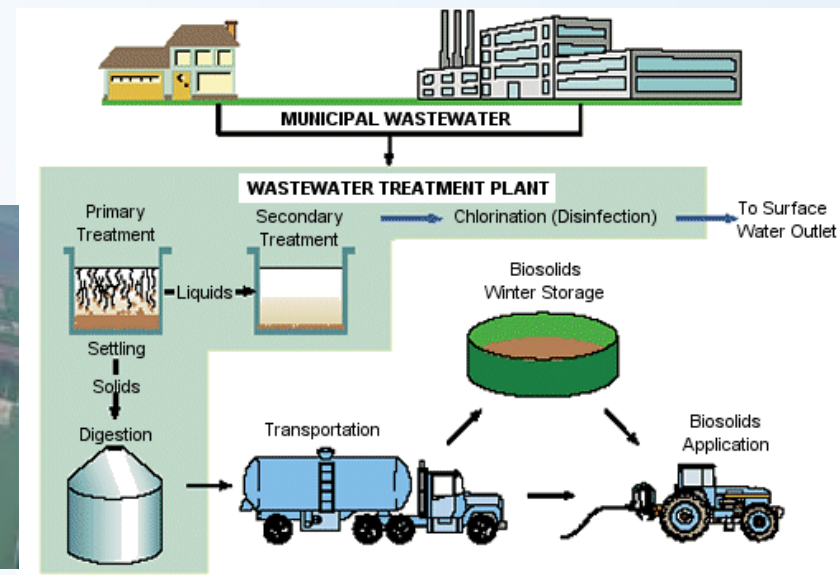 MUNICIPAL WASTEWATER
WASTEWATER TREATMENT PLANT
Primary
Treatment
Secondary
Treatment
Chlorination (Disinfection)
To Surface
Water Outlet
Liquids
Settling
Solids
Digestion
Transportation
Biosolids
Winter Storage
Biosolids
Application